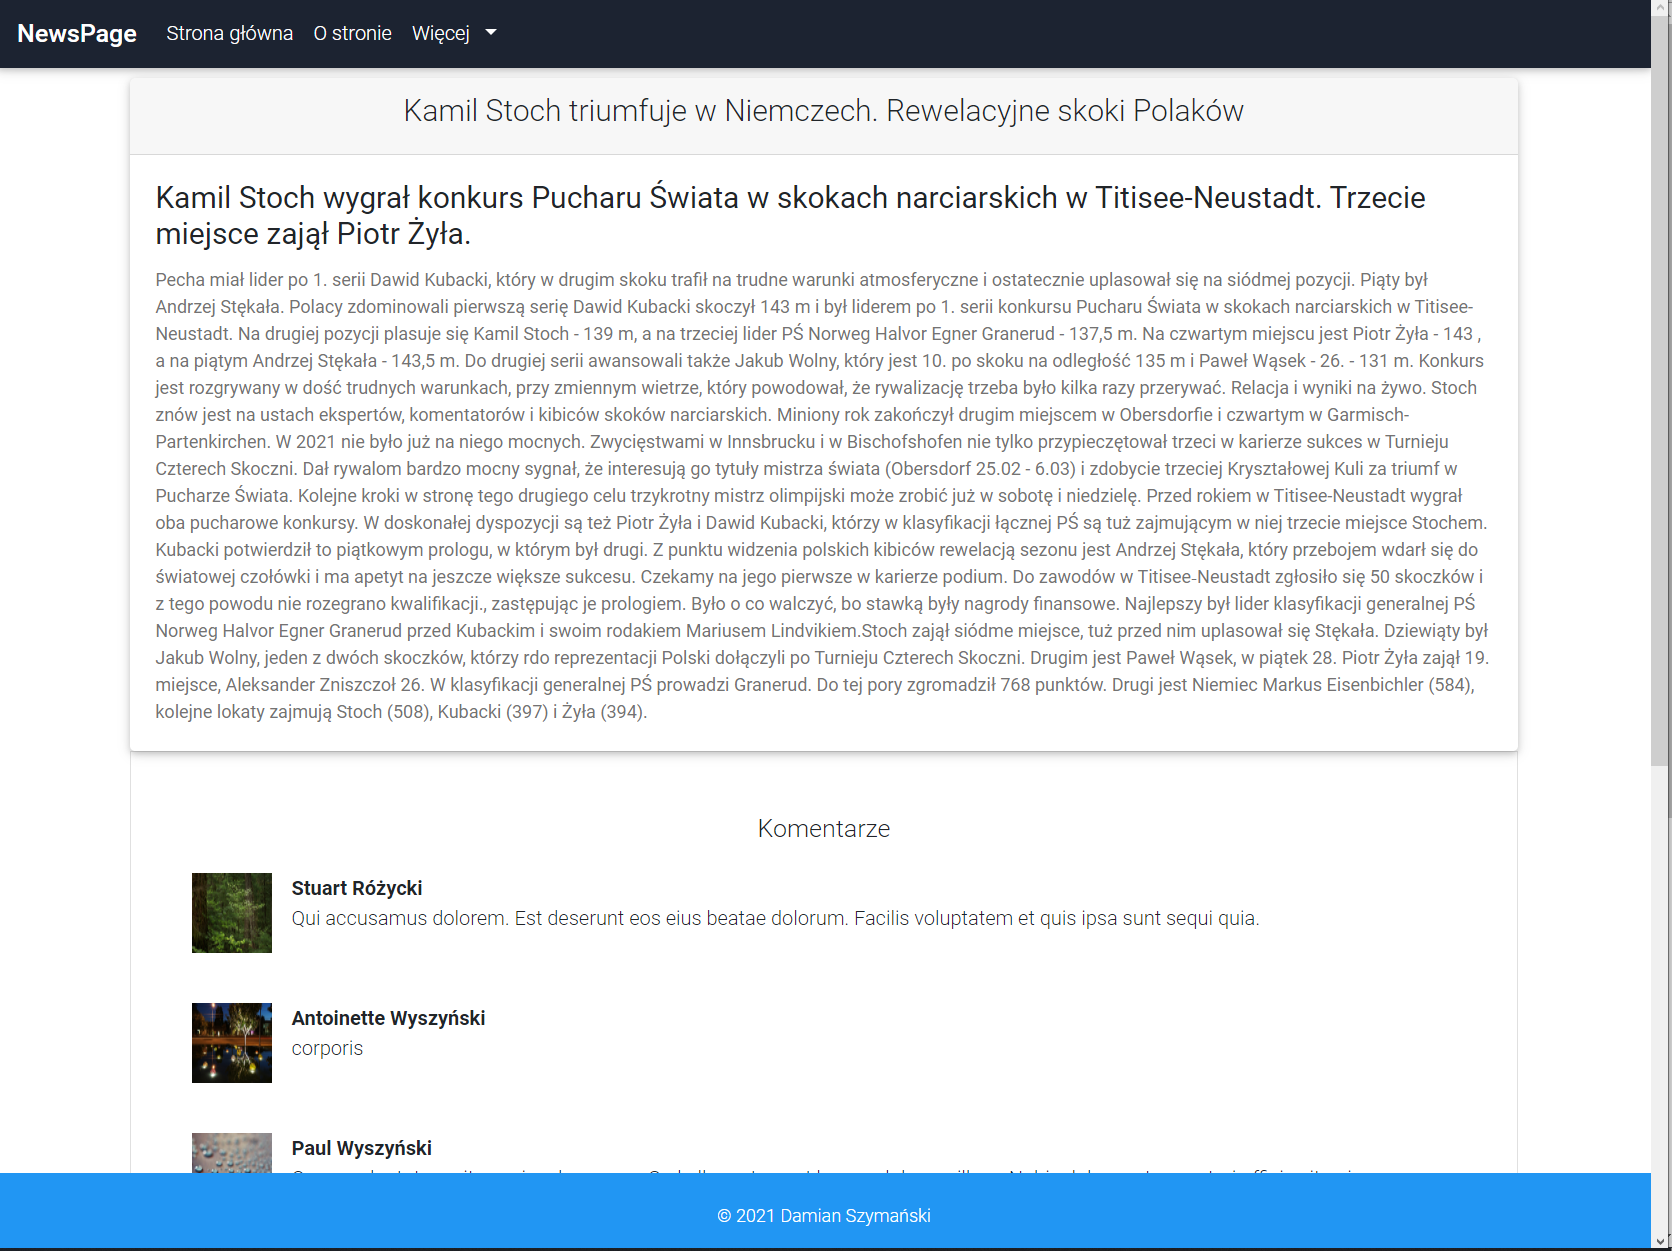 NewsPage Strona główna O stronie Więcej
Kamil Stoch triumfuje w Niemczech. Rewelacyjne skoki Polaków
Kamil Stoch wygrał konkurs Pucharu Świata w skokach narciarskich w Titisee-Neustadt. Trzecie
miejsce zajął Piotr Żyła.
Pecha miał lider po 1. serii Dawid Kubacki, który w drugim skoku trafił na trudne warunki atmosferyczne i ostatecznie uplasował się na siódmej pozycji. Piąty był
Andrzej Stękała. Polacy zdominowali pierwszą serię Dawid Kubacki skoczył 143 m i był liderem po 1. serii konkursu Pucharu Świata w skokach narciarskich w Titisee-
Neustadt. Na drugiej pozycji plasuje się Kamil Stoch - 139 m, a na trzeciej lider PŚ Norweg Halvor Egner Granerud - 137,5 m. Na czwartym miejscu jest Piotr Żyła - 143 ,
a na piątym Andrzej Stękała - 143,5 m. Do drugiej serii awansowali także Jakub Wolny, który jest 10. po skoku na odległość 135 m i Paweł Wąsek - 26. - 131 m. Konkurs
jest rozgrywany w dość trudnych warunkach, przy zmiennym wietrze, który powodował, że rywalizację trzeba było kilka razy przerywać. Relacja i wyniki na żywo. Stoch
znów jest na ustach ekspertów, komentatorów i kibiców skoków narciarskich. Miniony rok zakończył drugim miejscem w Obersdorfie i czwartym w Garmisch-
Partenkirchen. W 2021 nie było już na niego mocnych. Zwycięstwami w Innsbrucku i w Bischofshofen nie tylko przypieczętował trzeci w karierze sukces w Turnieju
Czterech Skoczni. Dał rywalom bardzo mocny sygnał, że interesują go tytuły mistrza świata (Obersdorf 25.02 - 6.03) i zdobycie trzeciej Kryształowej Kuli za triumf w
Pucharze Świata. Kolejne kroki w stronę tego drugiego celu trzykrotny mistrz olimpijski może zrobić już w sobotę i niedzielę. Przed rokiem w Titisee-Neustadt wygrał
oba pucharowe konkursy. W doskonałej dyspozycji są też Piotr Żyła i Dawid Kubacki, którzy w klasyfikacji łącznej PŚ są tuż zajmującym w niej trzecie miejsce Stochem.
Kubacki potwierdził to piątkowym prologu, w którym był drugi. Z punktu widzenia polskich kibiców rewelacją sezonu jest Andrzej Stękała, który przebojem wdarł się do
światowej czołówki i ma apetyt na jeszcze większe sukcesu. Czekamy na jego pierwsze w karierze podium. Do zawodów w Titisee-Neustadt zgłosiło się 50 skoczków i
z tego powodu nie rozegrano kwalifikacji., zastępując je prologiem. Było o co walczyć, bo stawką były nagrody finansowe. Najlepszy był lider klasyfikacji generalnej PŚ
Norweg Halvor Egner Granerud przed Kubackim i swoim rodakiem Mariusem Lindvikiem.Stoch zajął siódme miejsce, tuż przed nim uplasował się Stękała. Dziewiąty był
Jakub Wolny, jeden z dwóch skoczków, którzy rdo reprezentacji Polski dołączyli po Turnieju Czterech Skoczni. Drugim jest Paweł Wąsek, w piątek 28. Piotr Żyła zajął 19.
miejsce, Aleksander Zniszczoł 26. W klasyfikacji generalnej PŚ prowadzi Granerud. Do tej pory zgromadził 768 punktów. Drugi jest Niemiec Markus Eisenbichler (584),
kolejne lokaty zajmują Stoch (508), Kubacki (397) i Żyła (394).
Komentarze
Stuart Różycki
Qui accusamus dolorem. Est deserunt eos eius beatae dolorum. Facilis voluptatem et quis ipsa sunt sequi quia.
Antoinette Wyszyński
corporis
Paul Wyszyński
© 2021 Damian Szymański